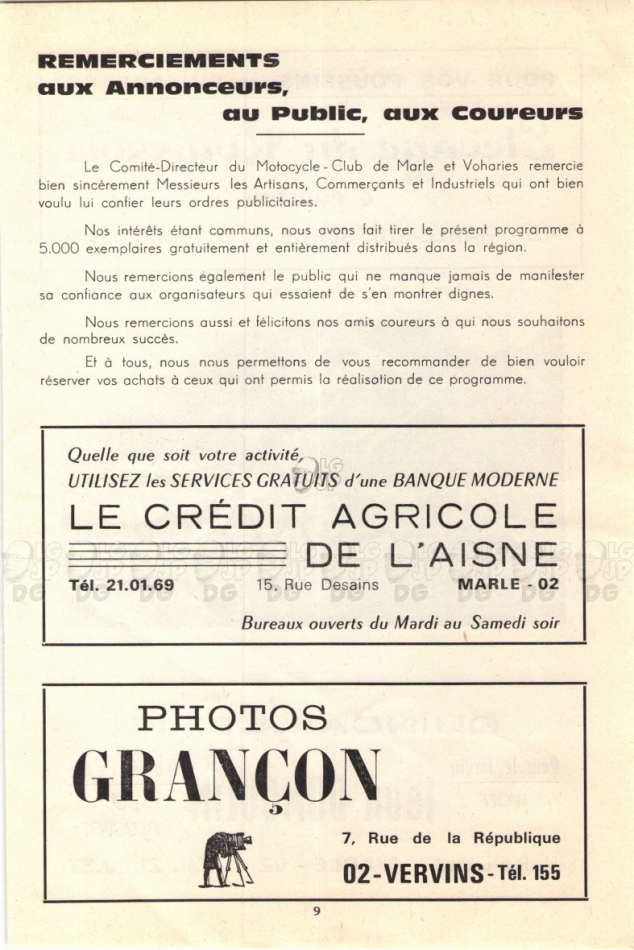 REMERCIEMENTS
aux Annonceurs,
au Public, aux Coureurs
Le Comité-Directeur du Motocycle-Club de Marle et Voharies remercie
bien sincèrement Messieurs les Artisans, Commerçants et Industriels qui ont bien
voulu lui confier leurs ordres publicitaires.
Nos intérêts étant communs, nous avons fait tirer le présent programme à
5.000 exemplaires gratuitement et entièrement distribués dans la région.
Nous remercions également le public qui ne manque jamais de manifester
sa confiance aux organisateurs qui essaient de s'en montrer dignes.
Nous remercions aussi et félicitons nos amis coureurs à qui nous souhaitons
de nombreux succès.
Et à tous, nous nous permettons de vous recommander de bien vouloir
réserver vos achats à ceux qui ont permis la réalisation de ce programme.
Quelle que soit votre activité,
UTILISEZ les SERVICES GRATUITS d'une BANQUE MODERNE
LE CRÉDIT AGRICOLE
DE L'AISNE
Tél. 21.01.69 15, Rue Desains MARLE - 02
Bureaux ouverts du Mardi au Samedi soir
PHOTOS
GRANÇON
7, Rue de la République
02-VERVINS - Tél. 155
9